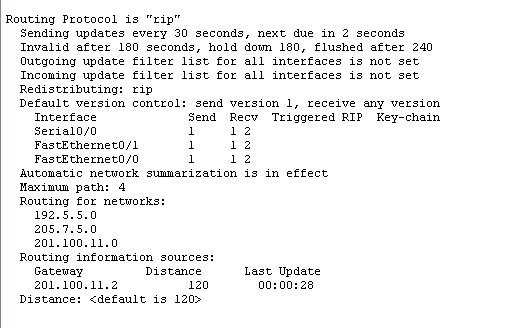 Routing Protocol is "rip"
Sending updates every 30 seconds, next due in 2 seconds
Invalid after 180 seconds, hold down 180, flushed after 240
Outgoing update filter list for all interfaces is not set
Incoming update filter list for all interfaces is not set
Redistributing: rip
Default version control: send version 1, receive any version
Interface Send Recv Triggered RIP Key-chain
Serial0/0 1 1 2
FastEthernet0/1 1 1 2
FastEthernet0/0 1 1 2
Automatic network summarization is in effect
Maximum path: 4
Routing for networks:
192.5.5.0
205.7.5.0
201.100.11.0
Routing information sources:
Gateway Distance Last Update
201.100.11.2 120 00:00:28
Distance: <default is 120>